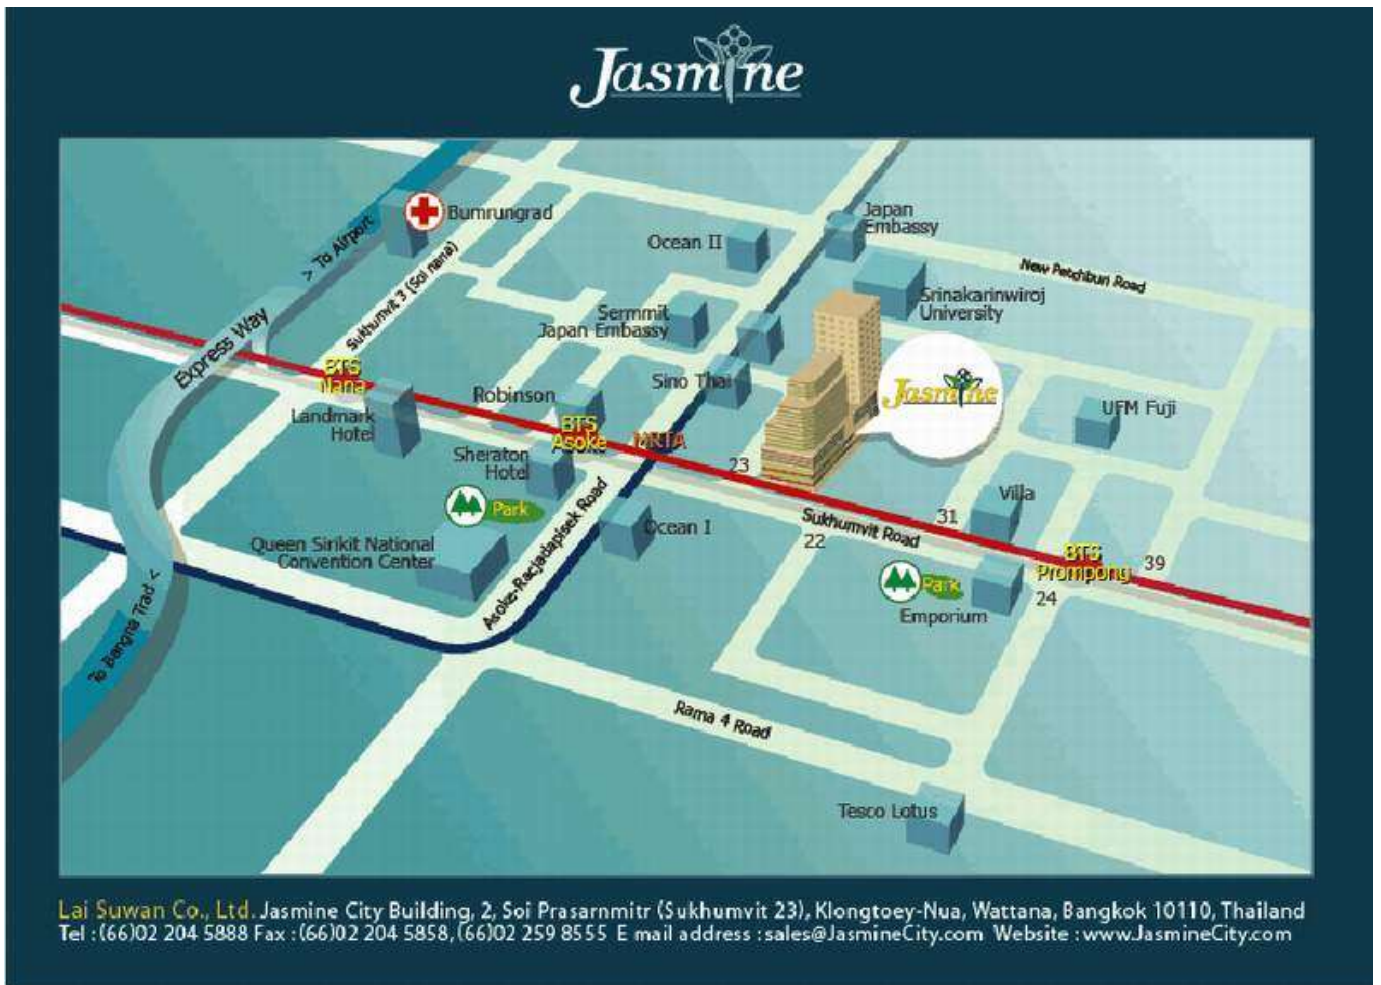 Jasmine
Bumrungrad
Japan
Embassy
Ocean II
> To Airport
Sukhumvit 3 (Soi nana)
New Petchburi Road
Srinakarinwiroj
University
Sermmit
Japan Embassy
Express Way
BTS
Nana
Sino Thai
Jasmine
Robinson
Landmark
Hotel
UFM Fuji
BTS
Asoke
MRTA
Sheraton
Hotel
23
Villa
Park
31
Sukhumvit Road
22
Ocean I
Queen Sirikit National
Convention Center
Asoke-Racjadapisek Road
BTS
Prompong
39
Park
24
Emporium
To Bangna Trad <
Rama 4 Road
Tesco Lotus
Lai Suwan Co., Ltd. Jasmine City Building, 2, Soi Prasarnmitr (Sukhumvit 23), Klongtoey-Nua, Wattana, Bangkok 10110, Thailand
Tel :(66)02 204 5888 Fax :(66)02 204 5858, (66)02 259 8555 E mail address :sales@JasmineCity.com Website :www.JasmineCity.com